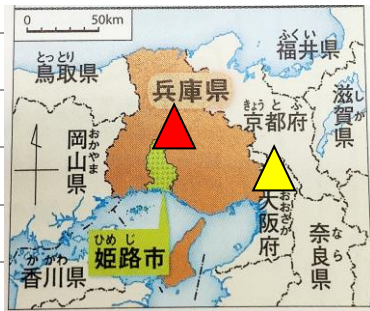 0 50km
ふくい
福井県
とっとり
鳥取県
兵庫県
きょうとふ
京都府
しが
滋賀県
おかやま
岡山県
おおさか
大阪府
なら
奈良県
ひめじ
姫路市
かがわ
香川県